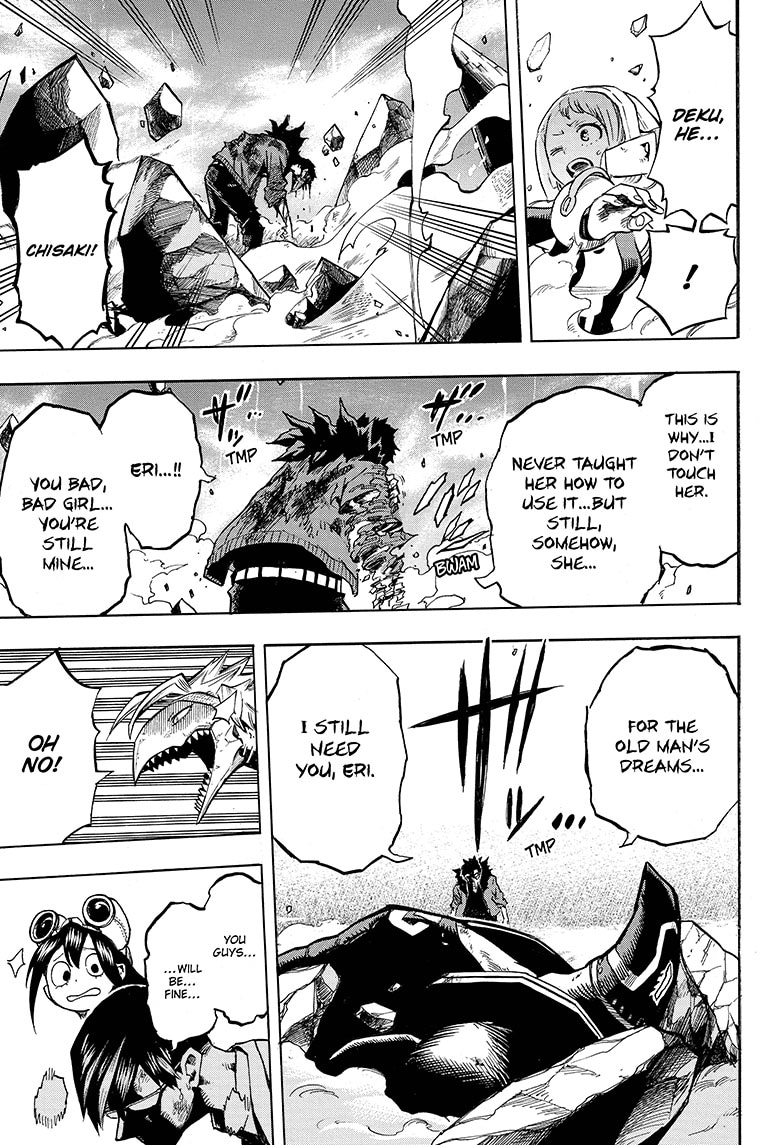 DEKU,
HE...
!
CHISAKI!
THIS IS
WHY...I
DON'T
TOUCH
HER.
NEVER TAUGHT
HER HOW TO
USE IT...BUT
STILL,
SOMEHOW,
SHE...
BWAM
TMP
TMP
ERI...!!
YOU BAD,
BAD GIRL...
YOU'RE
STILL
MINE...
FOR THE
OLD MAN'S
DREAMS...
TMP
I STILL
NEED
YOU, ERI.
OH
NO!
YOU
GUYS...
...WILL
BE...
FINE...